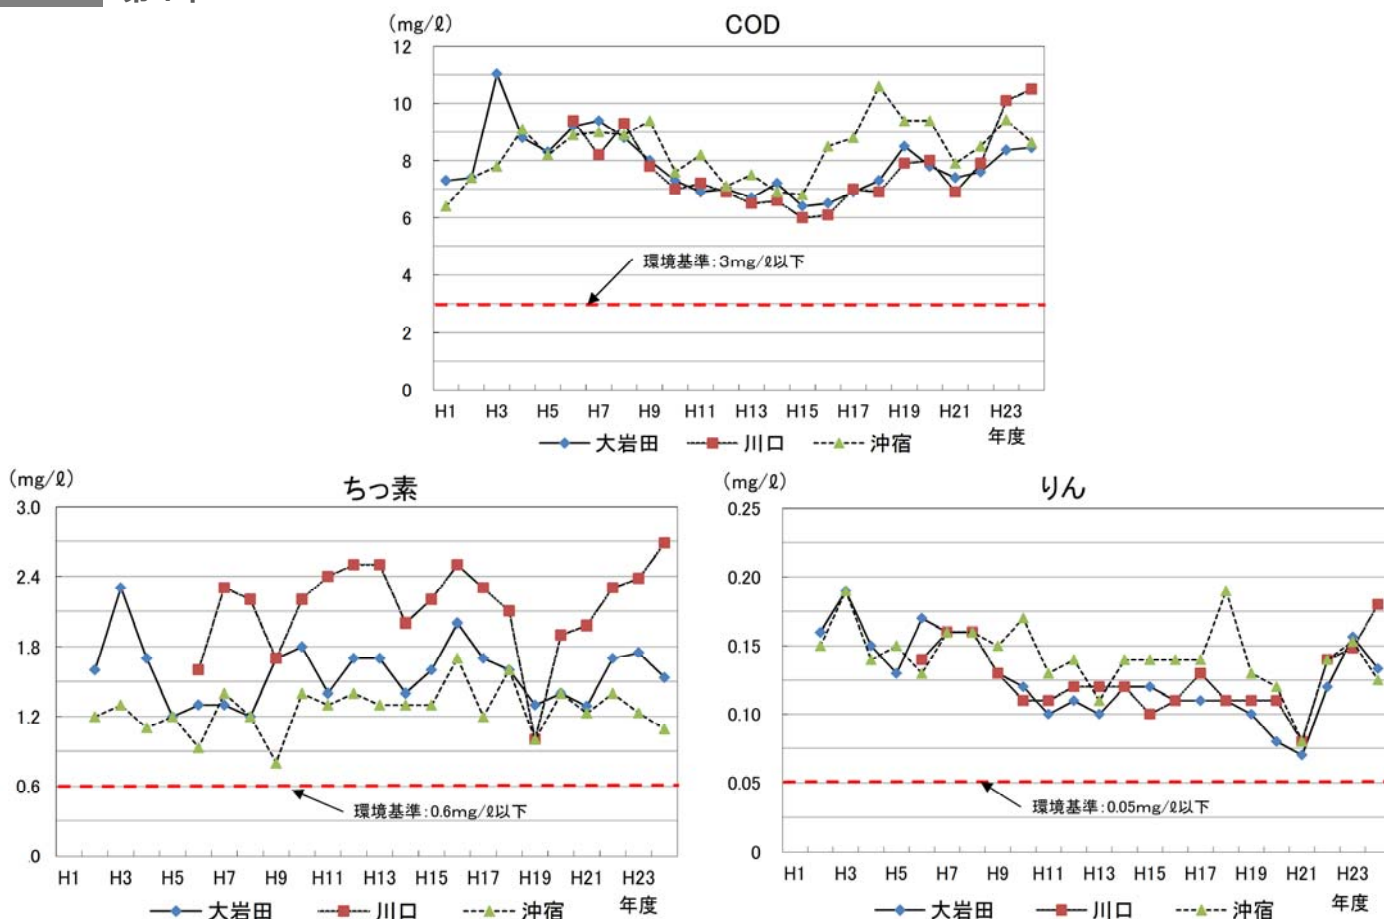 (mg/ℓ)
COD
12
10
8
6
4
2
0
環境基準：3mg/ℓ以下
H1 H3 H5 H7 H9 H11 H13 H15 H17 H19 H21 H23
年度
大岩田 川口 沖宿
(mg/ℓ)
ちっ素
3.0
2.4
1.8
1.2
0.6
.0
環境基準：0.6mg/ℓ以下
H1 H3 H5 H7 H9 H11 H13 H15 H17 H19 H21 H23
年度
大岩田 川口 沖宿
(mg/ℓ)
りん
0.25
0.20
0.15
0.10
0.05
0
環境基準：0.05mg/ℓ以下
H1 H3 H5 H7 H9 H11 H13 H15 H17 H19 H21 H23
年度
大岩田 川口 沖宿